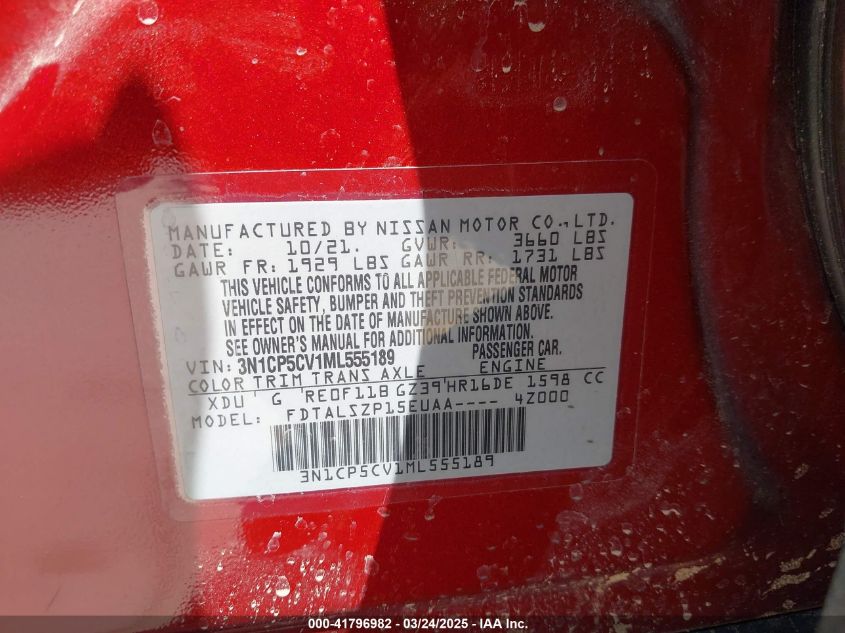 MANUFACTURED BY NISSAN MOTOR CO., LTD.
DATE: 10/21. GVWR: 3660 LBS
GAWR FR: 1929 LBS GAWR RR: 1731 LBS
THIS VEHICLE CONFORMS TO ALL APPLICABLE FEDERAL MOTOR
VEHICLE SAFETY, BUMPER AND THEFT PREVENTION STANDARDS
IN EFFECT ON THE DATE OF MANUFACTURE SHOWN ABOVE.
SEE OWNER'S MANUAL FOR ADDITIONAL INFORMATION.
VIN: 3N1CP5CV1ML555189 PASSENGER CAR.
COLOR TRIM TRANS AXLE ENGINE
XDU G RE0F11B GZ39 HR16DE 1598 CC
MODEL: FDTALSZP15EUAA---- 4Z000
3N1CP5CV1ML555189
000-41796982 - 03/24/2025 - IAA Inc.